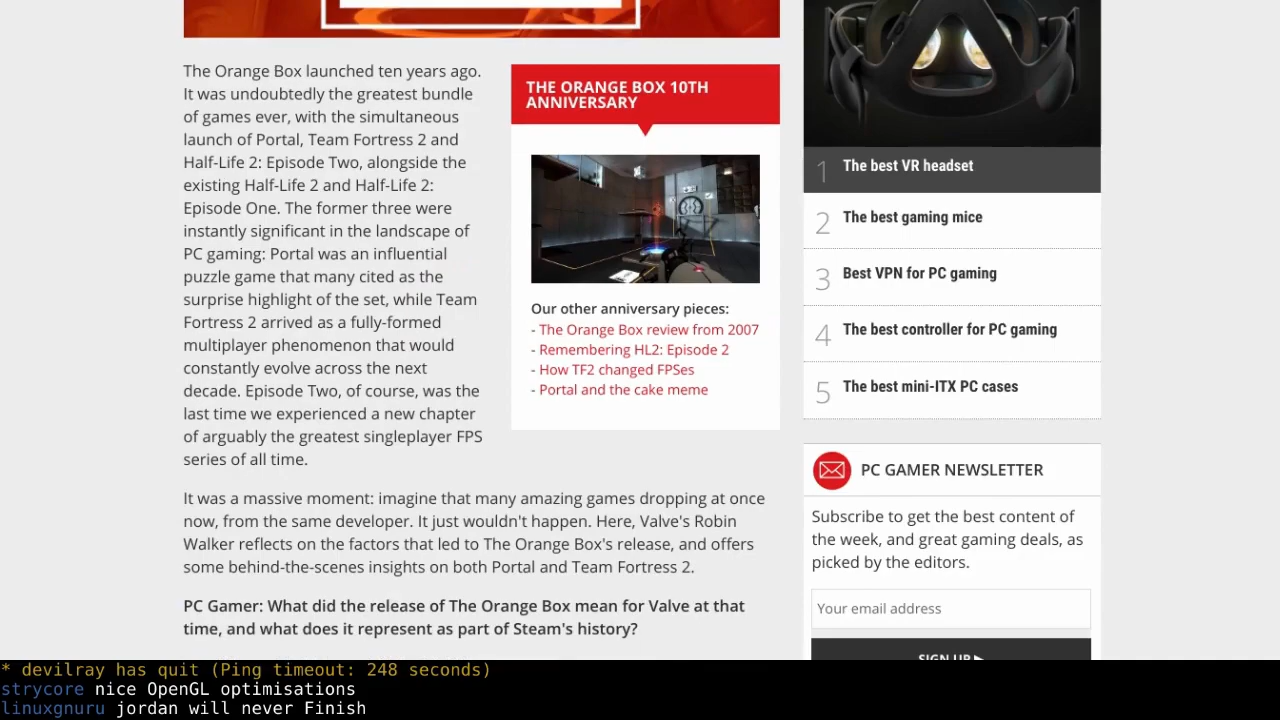 The Orange Box launched ten years ago.
It was undoubtedly the greatest bundle
of games ever, with the simultaneous
launch of Portal, Team Fortress 2 and
Half-Life 2: Episode Two, alongside the
existing Half-Life 2 and Half-Life 2:
Episode One. The former three were
instantly significant in the landscape of
PC gaming: Portal was an influential
puzzle game that many cited as the
surprise highlight of the set, while Team
Fortress 2 arrived as a fully-formed
multiplayer phenomenon that would
constantly evolve across the next
decade. Episode Two, of course, was the
last time we experienced a new chapter
of arguably the greatest singleplayer FPS
series of all time.
THE ORANGE BOX 10TH
ANNIVERSARY
Our other anniversary pieces:
- The Orange Box review from 2007
- Remembering HL2: Episode 2
- How TF2 changed FPSes
- Portal and the cake meme
It was a massive moment: imagine that many amazing games dropping at once
now, from the same developer. It just wouldn't happen. Here, Valve's Robin
Walker reflects on the factors that led to The Orange Box's release, and offers
some behind-the-scenes insights on both Portal and Team Fortress 2.
PC Gamer: What did the release of The Orange Box mean for Valve at that
time, and what does it represent as part of Steam's history?
1 The best VR headset
2 The best gaming mice
3 Best VPN for PC gaming
4 The best controller for PC gaming
5 The best mini-ITX PC cases
PC GAMER NEWSLETTER
Subscribe to get the best content of
the week, and great gaming deals, as
picked by the editors.
Your email address
SIGN UP ▶
* devilray has quit (Ping timeout: 248 seconds)
strycore nice OpenGL optimisations
linuxgnuru jordan will never Finish